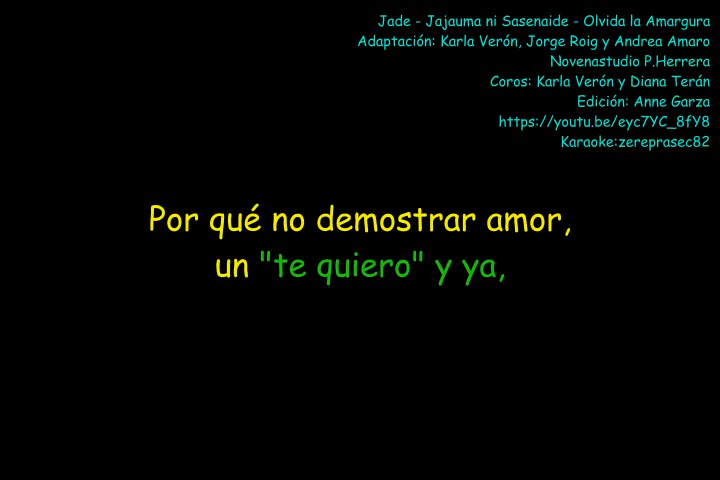 Jade - Jajauma ni Sasenaide - Olvida la Amargura
Adaptación: Karla Verón, Jorge Roig y Andrea Amaro
Novenastudio P.Herrera
Coros: Karla Verón y Diana Terán
Edición: Anne Garza
https://youtu.be/eyc7YC_8fY8
Karaoke:zereprasec82
Por qué no demostrar amor,
un "te quiero" y ya,